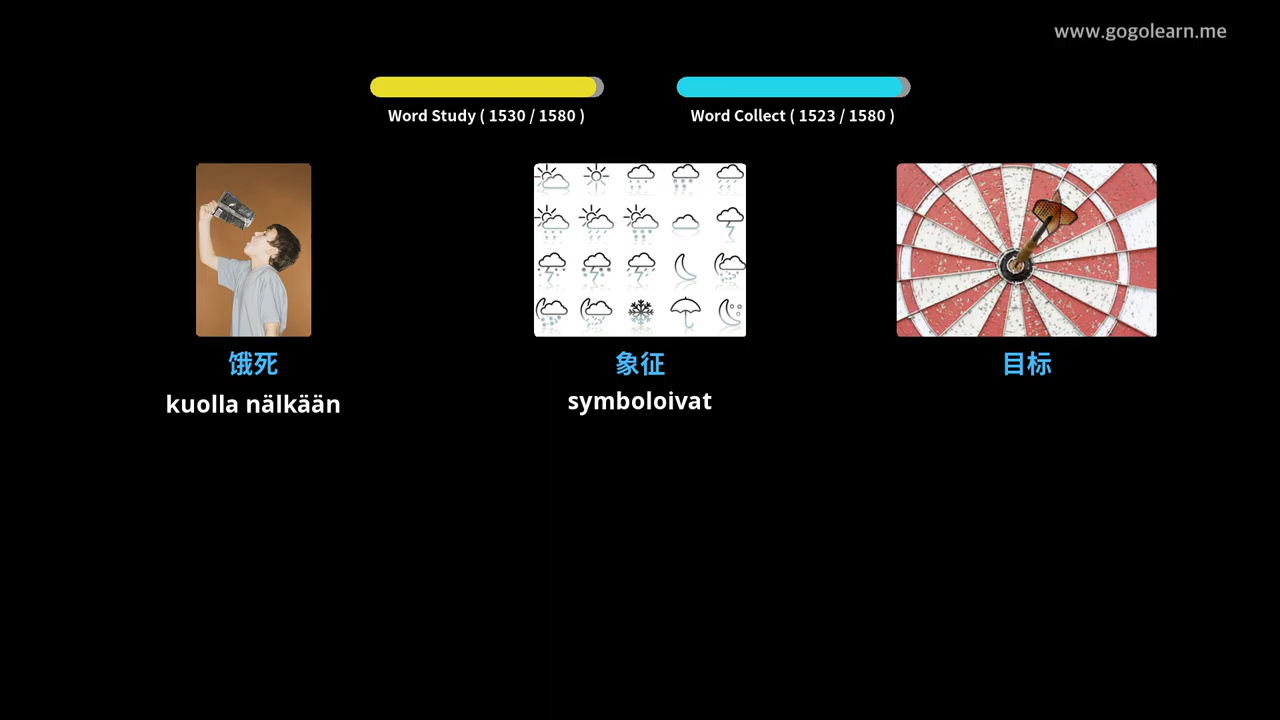 www.gogolearn.me
Word Study ( 1530 / 1580 )
Word Collect ( 1523 / 1580 )
饿死
象征
目标
kuolla nälkään
symboloivat